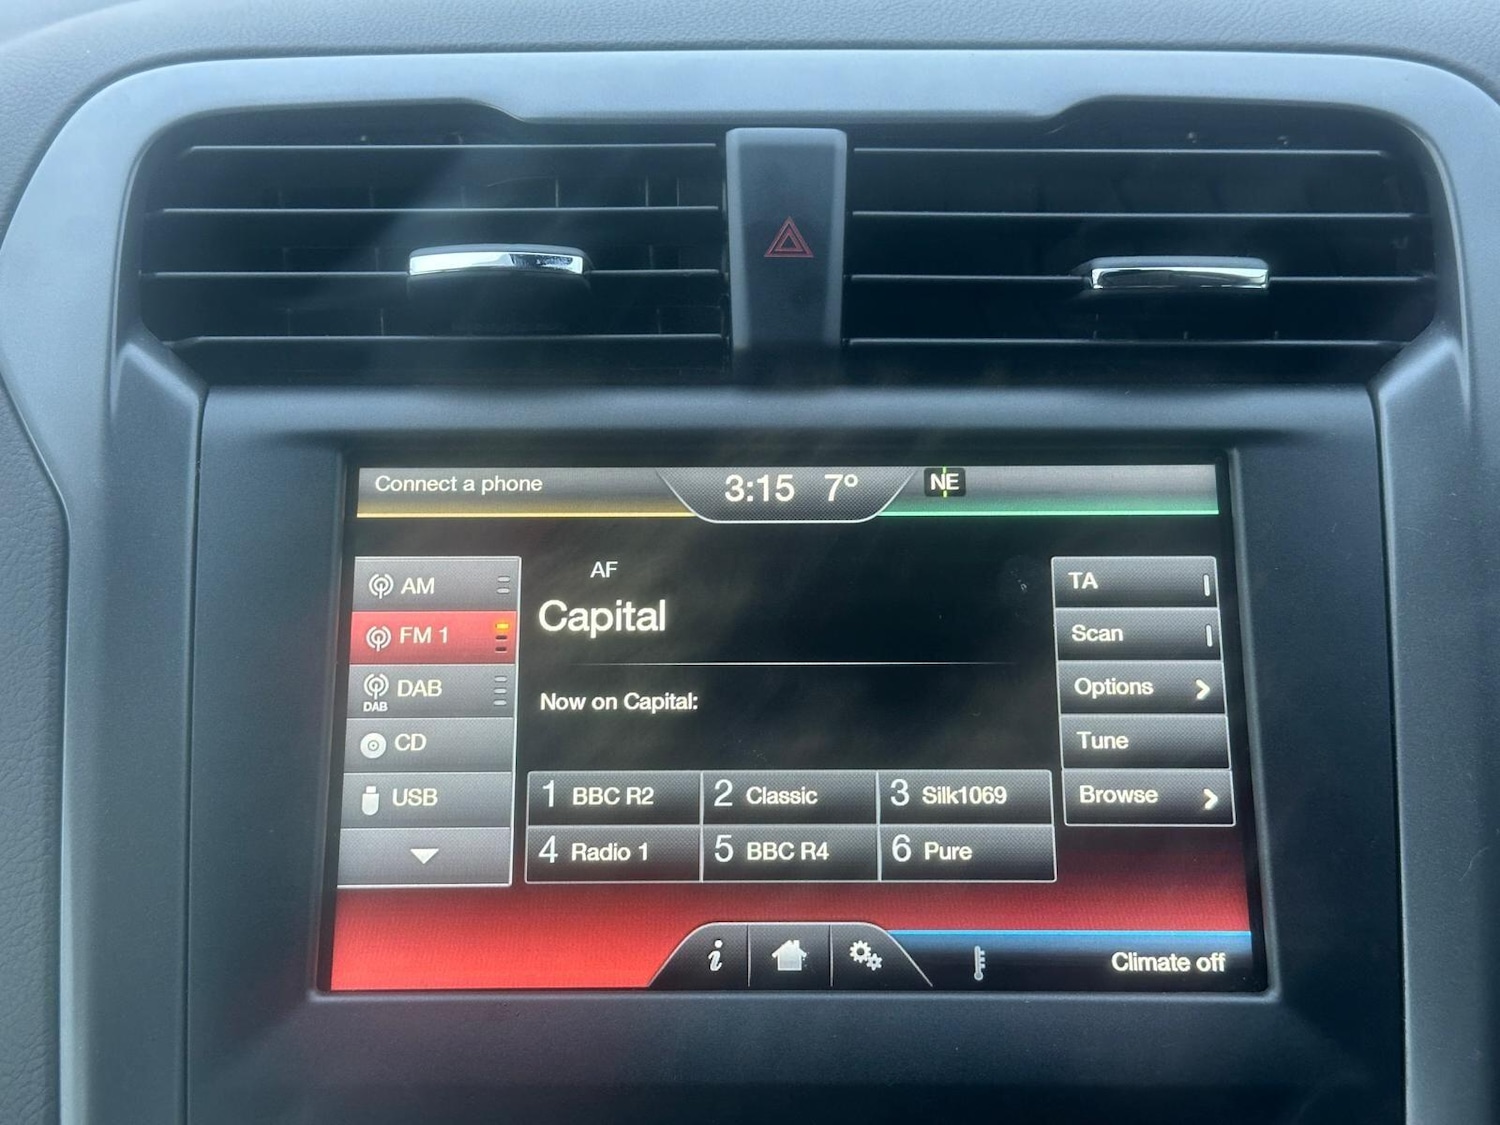 Connect a phone
3:15 7°
NE
AM
FM 1
DAB
DAB
CD
USB
AF
Capital
Now on Capital:
1 BBC R2
2 Classic
3 Silk1069
4 Radio 1
5 BBC R4
6 Pure
TA
Scan
Options
Tune
Browse
i
Climate off